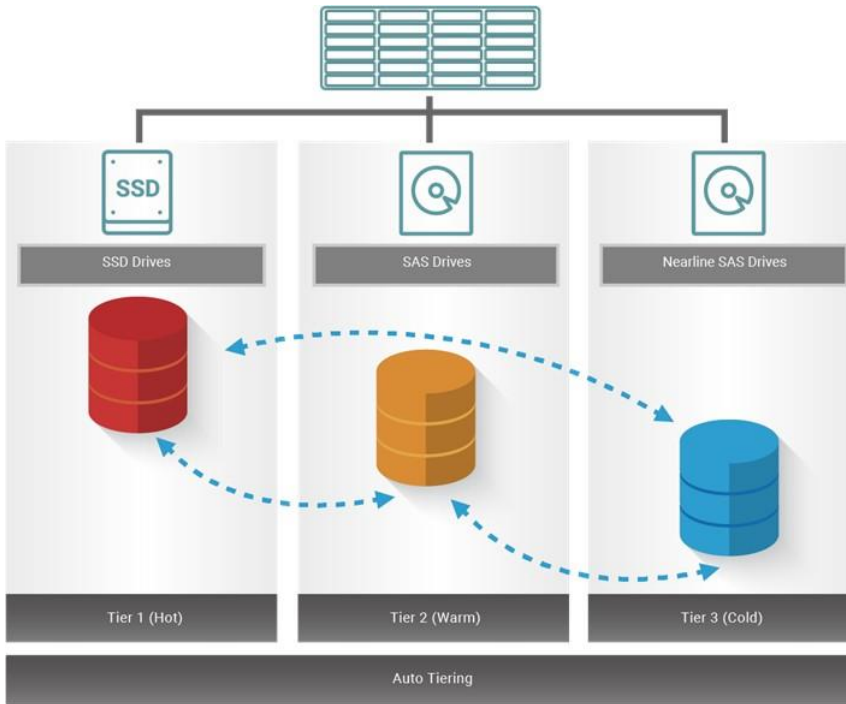 SSD
SSD Drives
SAS Drives
Nearline SAS Drives
Tier 1 (Hot)
Tier 2 (Warm)
Tier 3 (Cold)
Auto Tiering